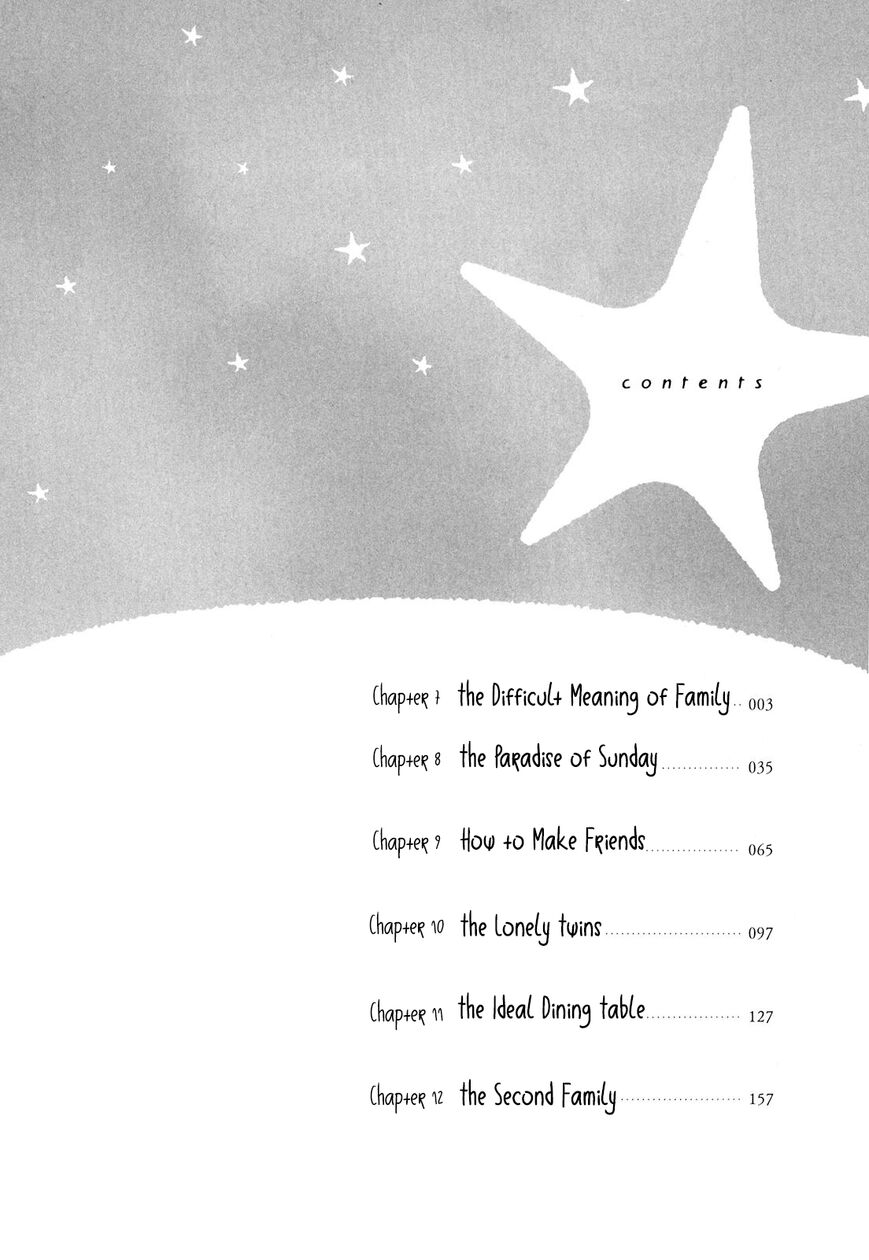 contents
Chapter 7 the Difficult Meaning of Family.. 003
Chapter 8 the Paradise of Sunday............... 035
Chapter 9 How to Make Friends.................. 065
Chapter 10 the Lonely twins.......................... 097
Chapter 11 the Ideal Dining table.................. 127
Chapter 12 the Second Family....................... 157